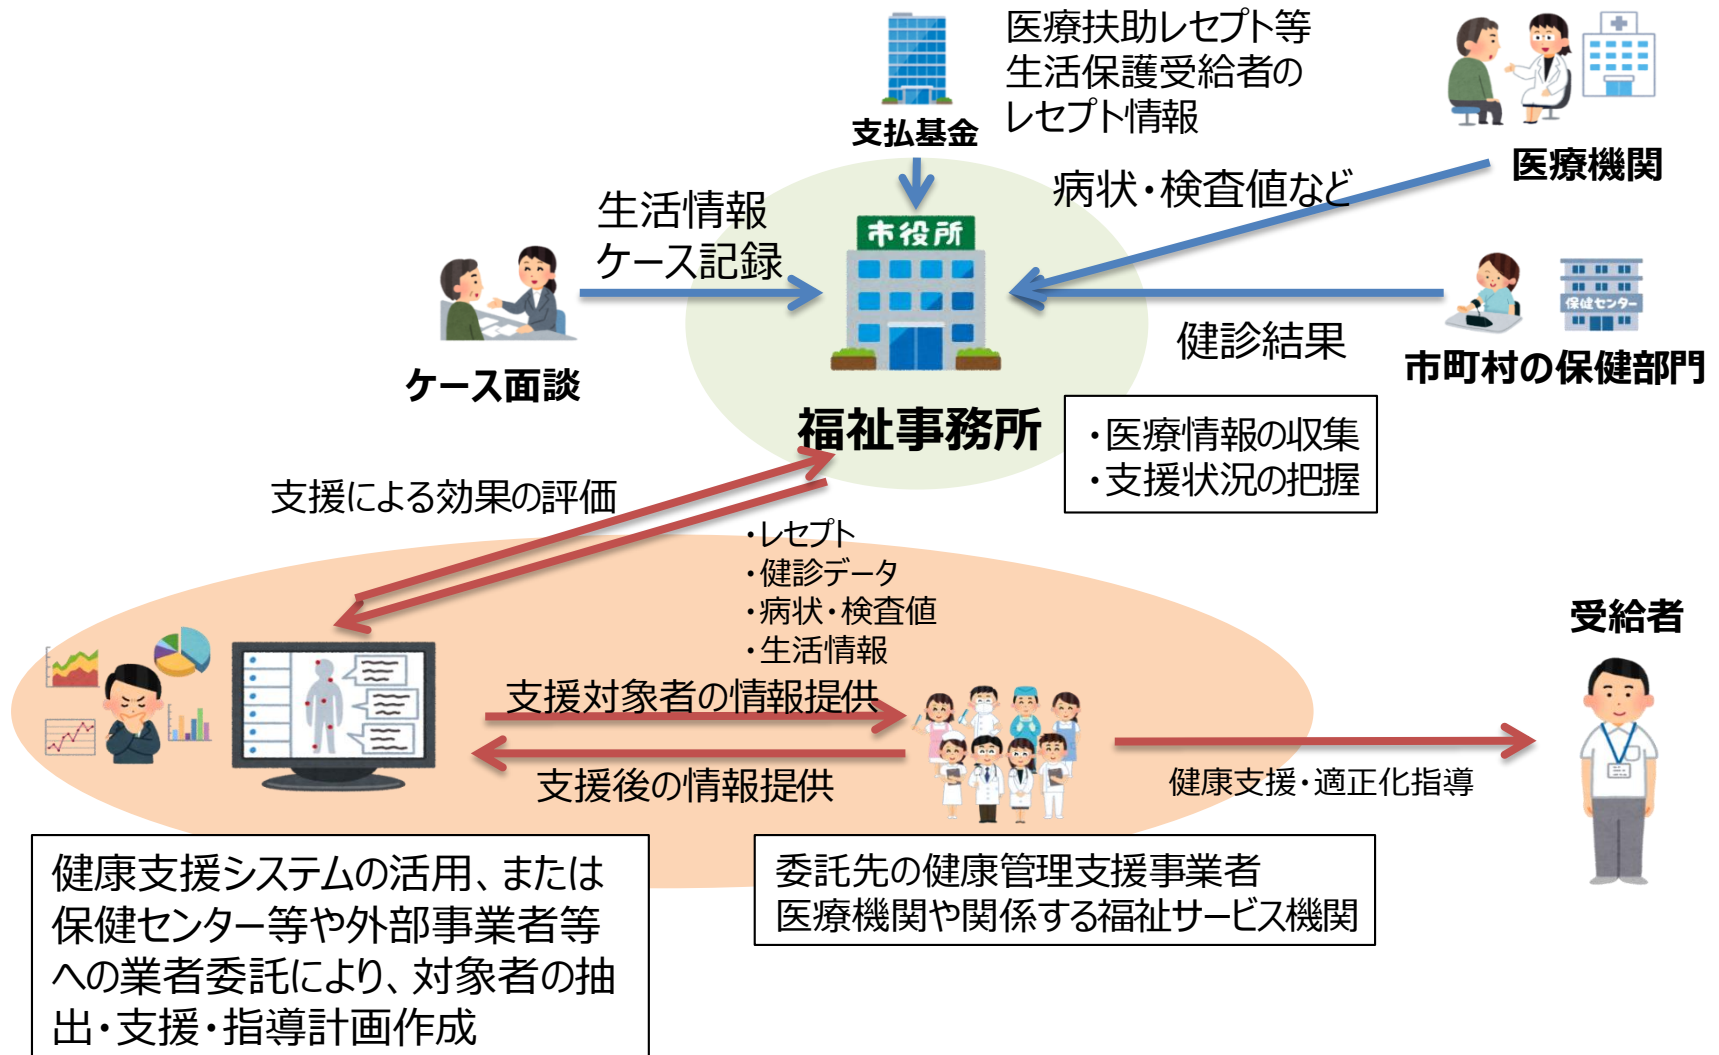 医療扶助レセプト等
生活保護受給者の
レセプト情報
支払基金
医療機関
病状・検査値など
生活情報
ケース記録
市役所
保健センター
健診結果
市町村の保健部門
ケース面談
福祉事務所
・医療情報の収集
・支援状況の把握
支援による効果の評価
・レセプト
・健診データ
・病状・検査値
・生活情報
受給者
支援対象者の情報提供
支援後の情報提供
健康支援・適正化指導
健康支援システムの活用、または
保健センター等や外部事業者等
への業者委託により、対象者の抽
出・支援・指導計画作成
委託先の健康管理支援事業者
医療機関や関係する福祉サービス機関